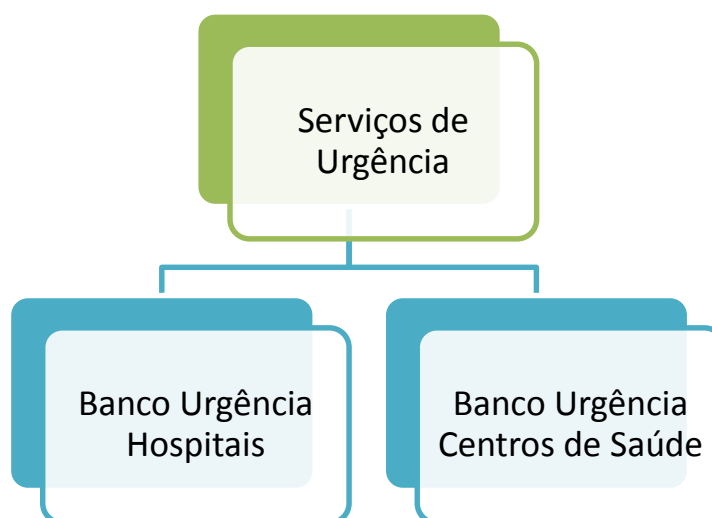 Serviços de
Urgência
Banco Urgência
Hospitais
Banco Urgência
Centros de Saúde